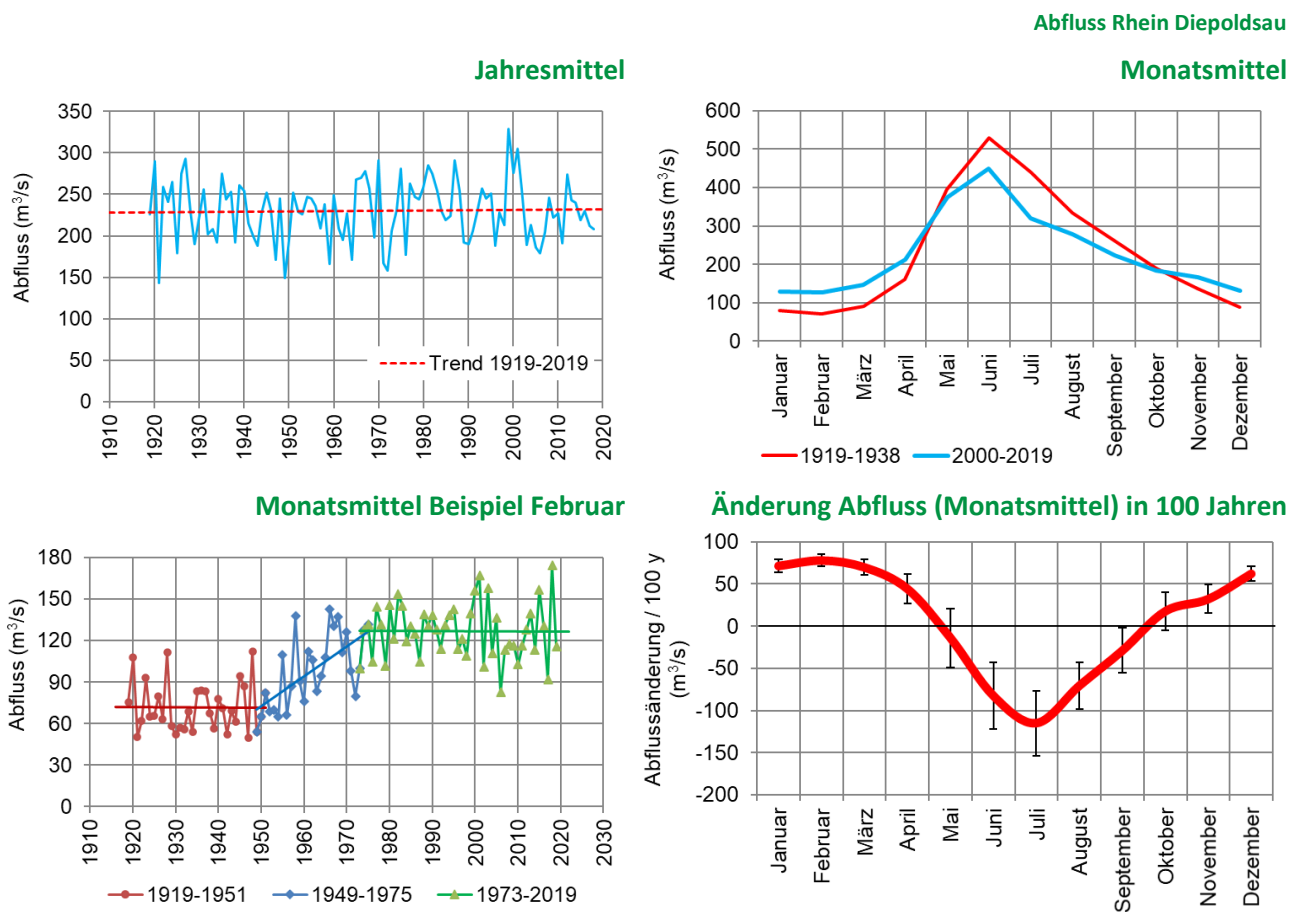 Abfluss Rhein Diepoldsau
Jahresmittel
Abfluss (m³/s)
350
300
250
200
150
100
50
0
Trend 1919-2019
1910
1920
1930
1940
1950
1960
1970
1980
1990
2000
2010
2020
Monatsmittel
Abfluss (m³/s)
600
500
400
300
200
100
0
Januar
Februar
März
April
Mai
Juni
Juli
August
September
Oktober
November
Dezember
1919-1938
2000-2019
Monatsmittel Beispiel Februar
Abfluss (m³/s)
180
150
120
90
60
30
0
1910
1920
1930
1940
1950
1960
1970
1980
1990
2000
2010
2020
2030
1919-1951
1949-1975
1973-2019
Änderung Abfluss (Monatsmittel) in 100 Jahren
Abflussänderung / 100 y
(m³/s)
100
50
0
-50
-100
-150
-200
Januar
Februar
März
April
Mai
Juni
Juli
August
September
Oktober
November
Dezember